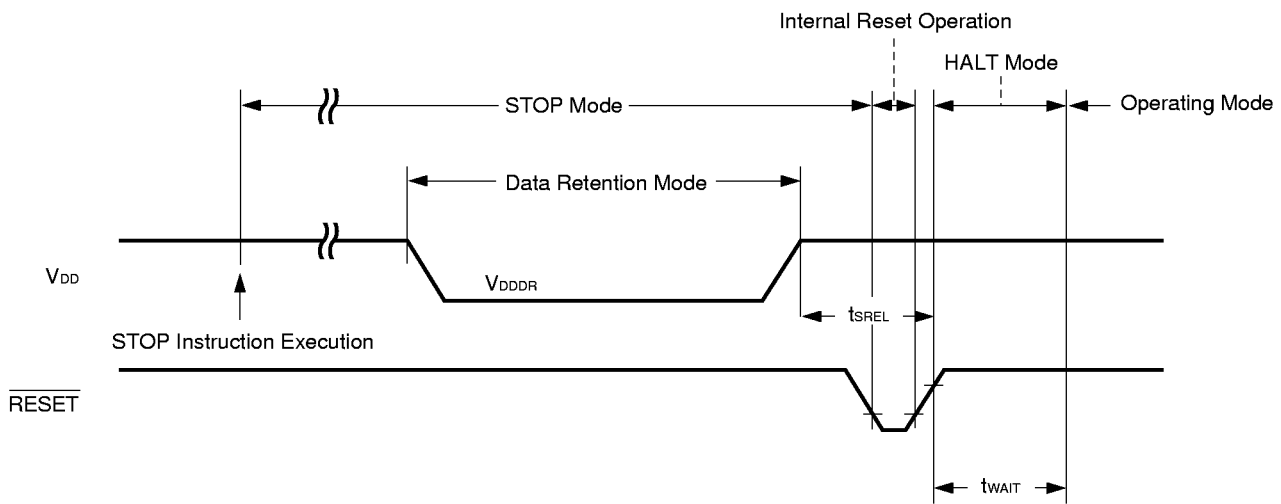 Internal Reset Operation
HALT Mode
STOP Mode
Operating Mode
Data Retention Mode
VDD
VDDDR
tSREL
STOP Instruction Execution
RESET
tWAIT